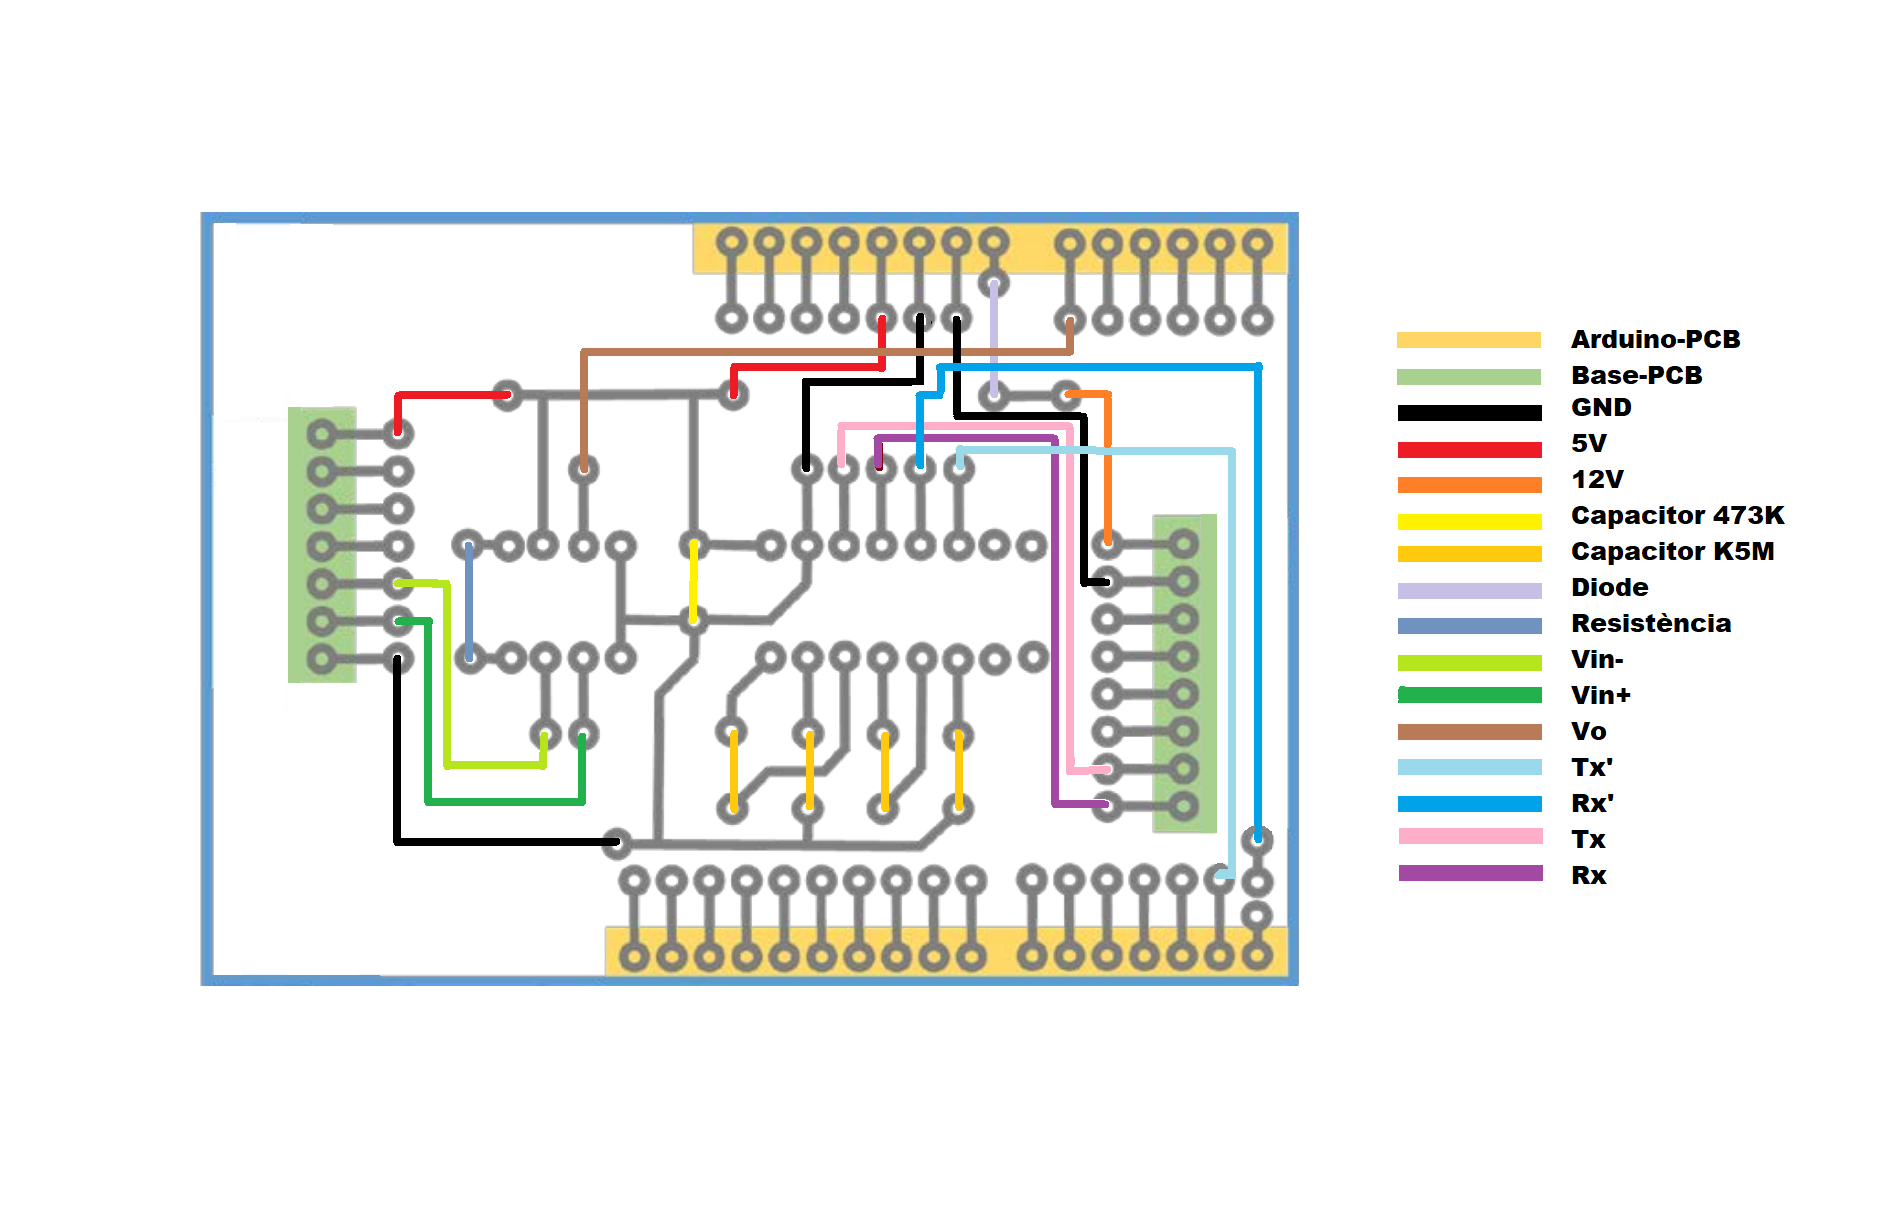 Arduino-PCB
Base-PCB
GND
5V
12V
Capacitor 473K
Capacitor K5M
Diode
Resistència
Vin-
Vin+
Vo
Tx'
Rx'
Tx
Rx